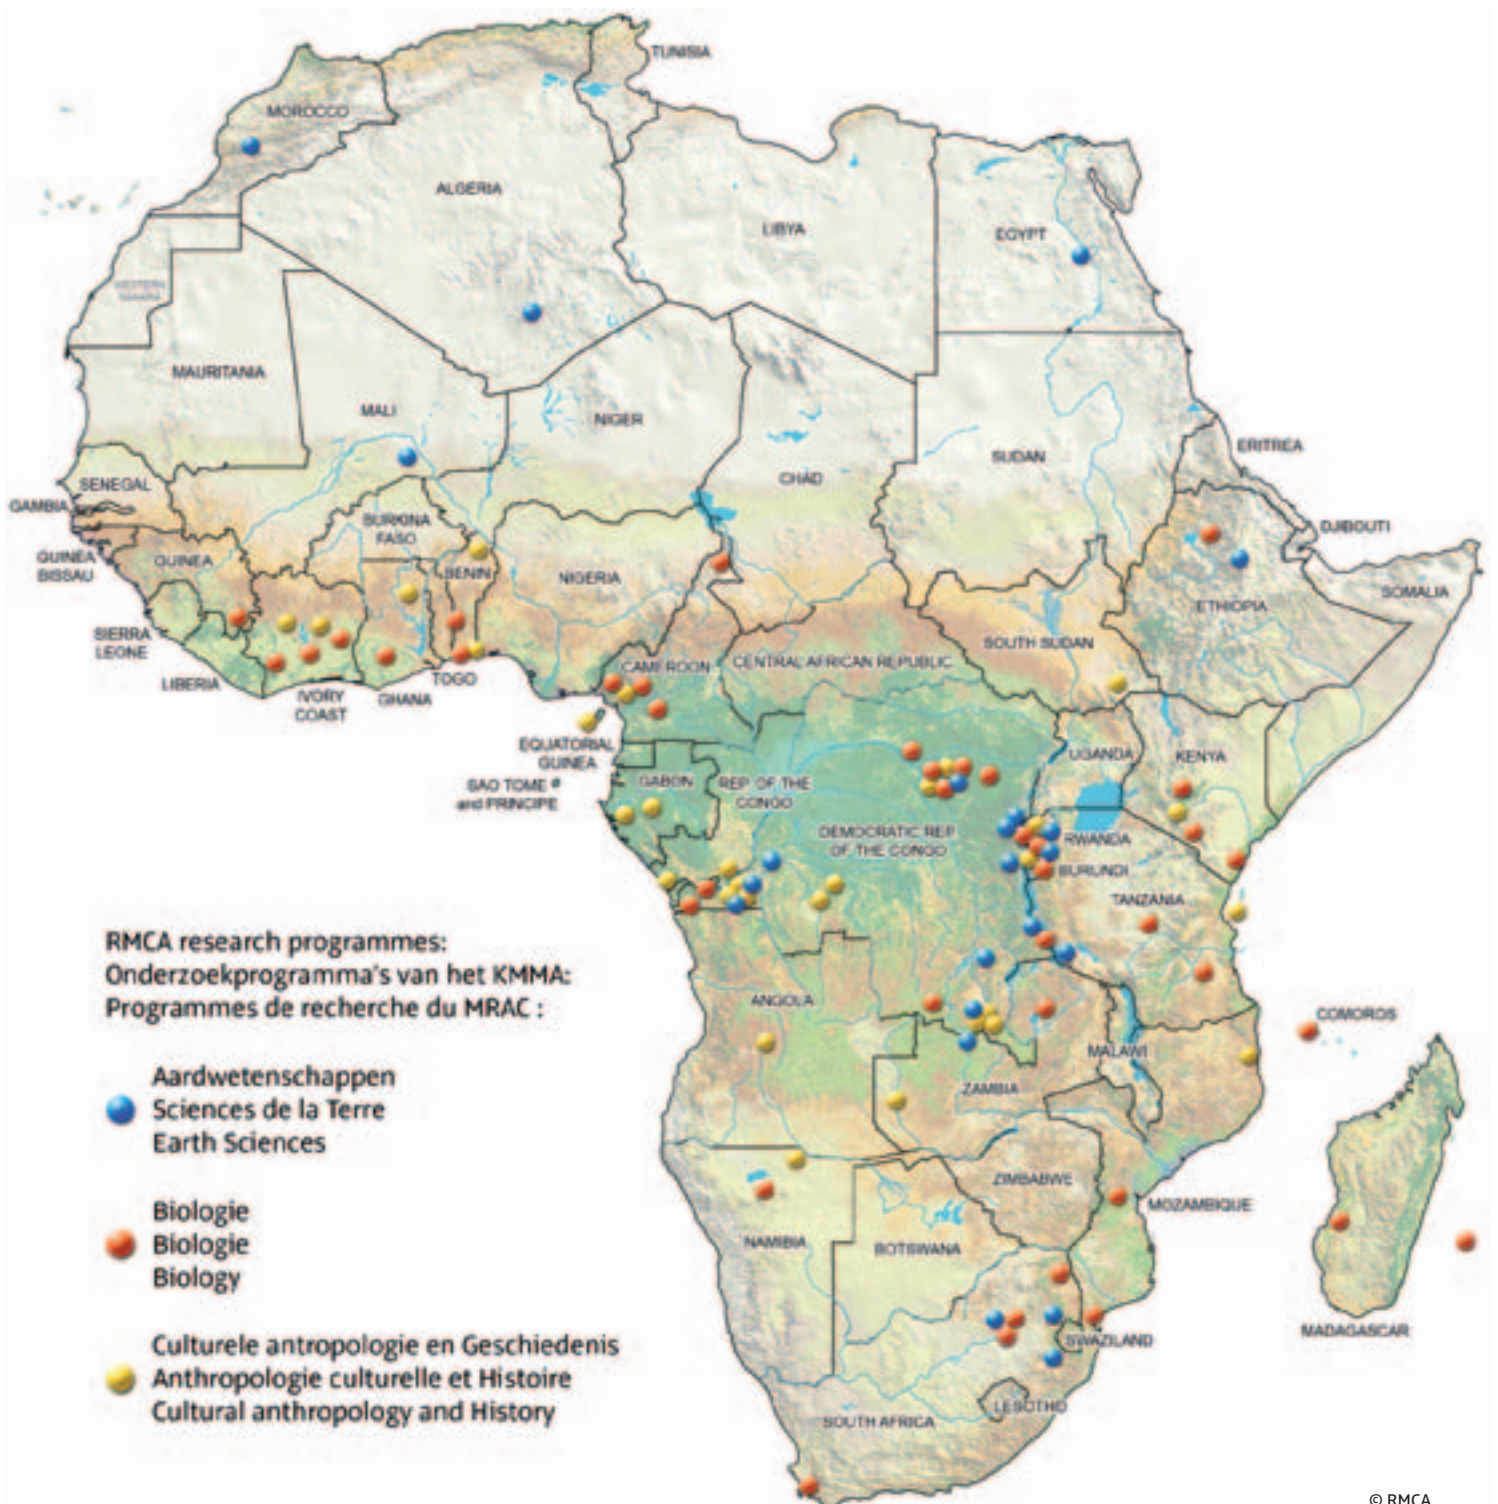 TUNISIA
MOROCCO
ALGERIA
LIBYA
EGYPT
WESTERN
SAHARA
MAURITANIA
MALI
NIGER
CHAD
SUDAN
ERITREA
SENEGAL
GAMBIA
BURKINA
FASO
DJIBOUTI
GUINEA
BISSAU
GUINEA
BENIN
NIGERIA
ETHIOPIA
SOMALIA
SIERRA
LEONE
SOUTH SUDAN
LIBERIA
IVORY
COAST
GHANA
TOGO
CAMEROON
CENTRAL AFRICAN REPUBLIC
EQUATORIAL
GUINEA
UGANDA
KENYA
SAO TOME
and PRINCIPE
GABON
REP. OF THE
CONGO
DEMOCRATIC REP.
OF THE CONGO
RWANDA
BURUNDI
TANZANIA
RMCA research programmes:
Onderzoekprogramma's van het KMMA:
Programmes de recherche du MRAC :
ANGOLA
COMOROS
MALAWI
ZAMBIA
Aardwetenschappen
Sciences de la Terre
Earth Sciences
ZIMBABWE
MOZAMBIQUE
Biologie
Biologie
Biology
NAMIBIA
BOTSWANA
MADAGASCAR
SWAZILAND
Culturele antropologie en Geschiedenis
Anthropologie culturelle et Histoire
Cultural anthropology and History
LESOTHO
SOUTH AFRICA
© RMCA